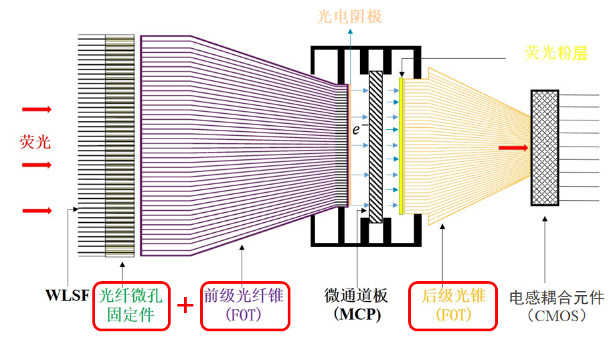 光电阴极
荧光粉层
荧光
e⁻
WLSF
光纤微孔
固定件
+
前级光纤锥
(FOT)
微通道板
(MCP)
后级光锥
(FOT)
电感耦合元件
(CMOS)